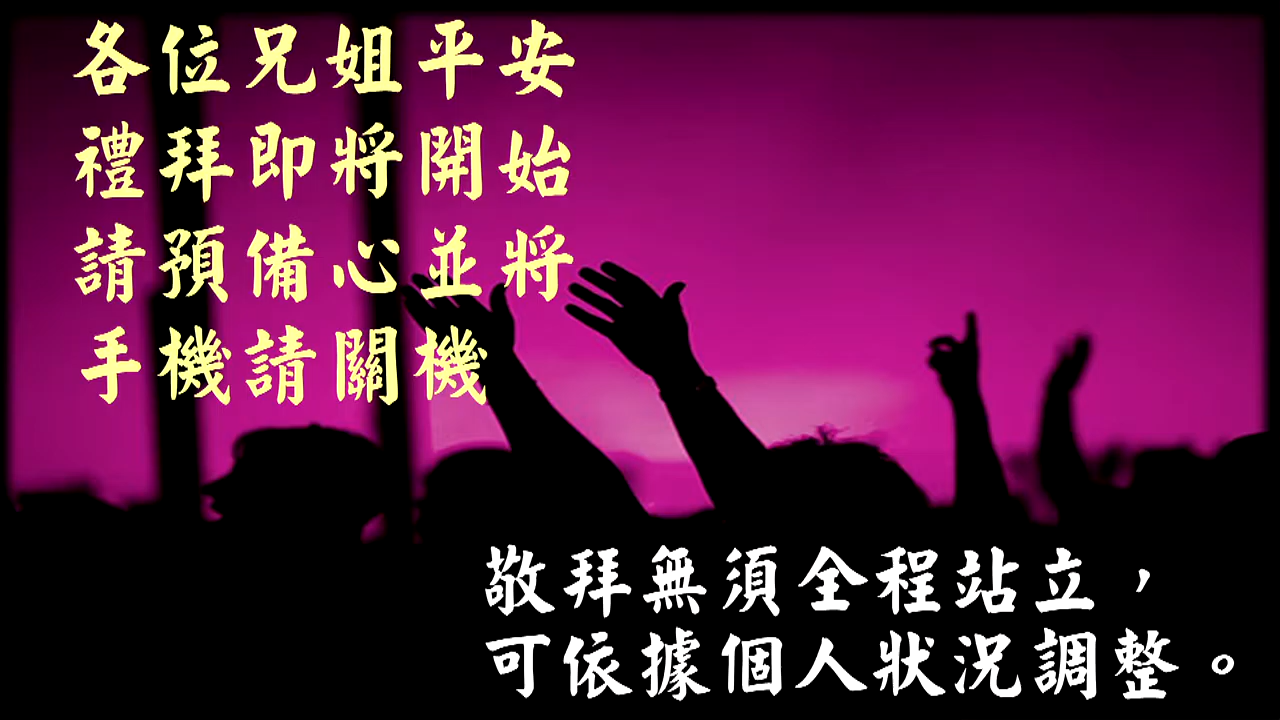 各位兄姐平安
禮拜即將開始
請預備心並將
手機請關機
敬拜無須全程站立，
可依據個人狀況調整。